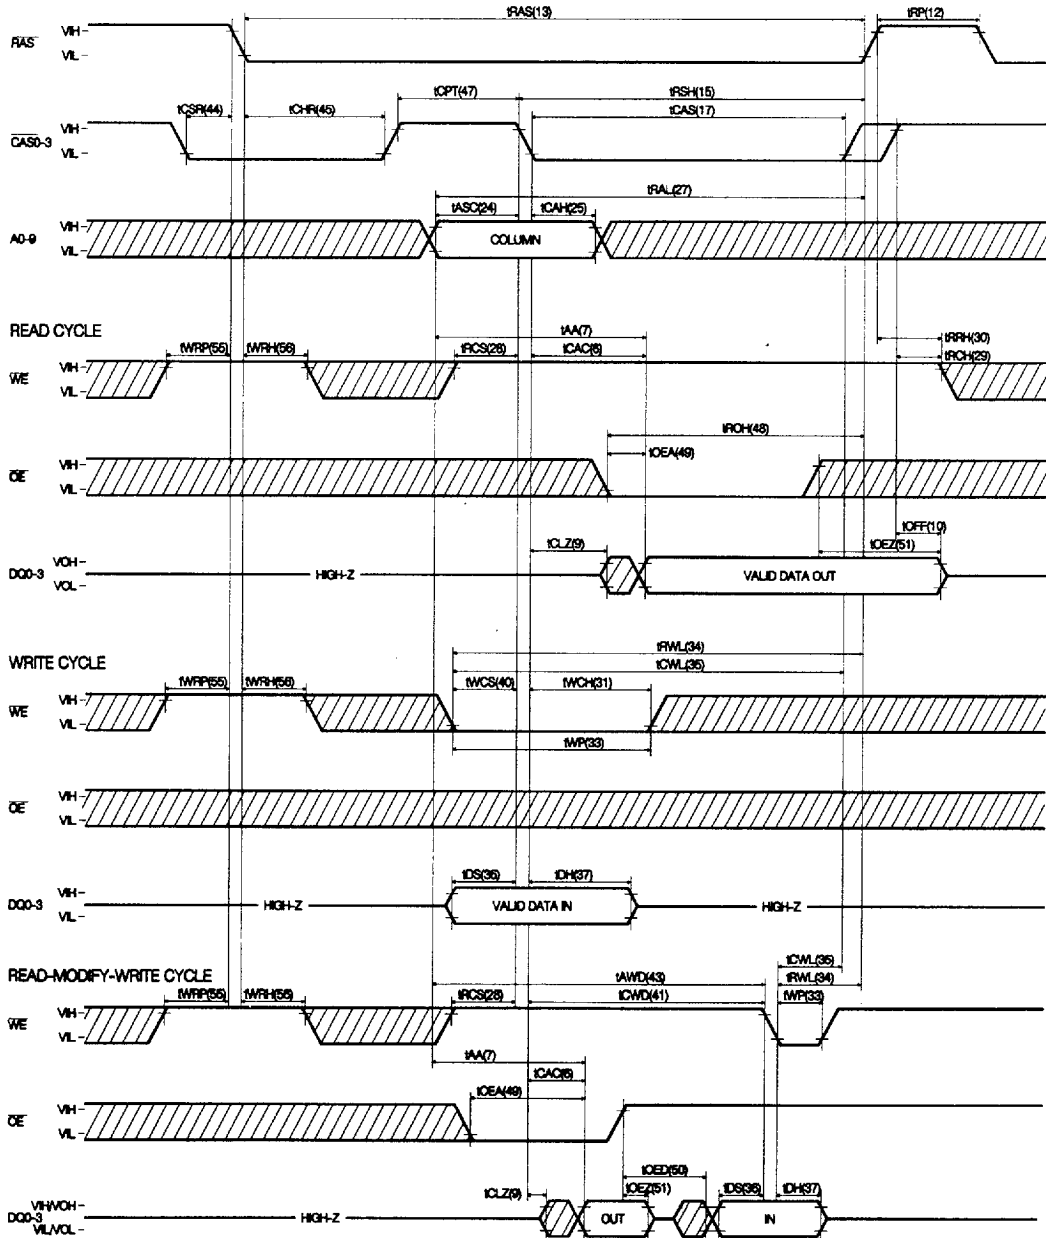 tRAS(13) tRP(12)
RAS VIH
VIL
tCPT(47) tRSH(15)
tCSR(44) tCHR(45) tCAS(17)
CAS0-3 VIH
VIL
tRAL(27)
tASC(24) tCAH(25)
A0-9 VIH COLUMN
VIL
READ CYCLE
tAA(7) tRRH(30)
tWRP(55) tWRH(56) tRCS(28) tCAC(6) tRCH(29)
WE VIH
VIL
tROH(48)
tOEA(49)
OE VIH
VIL
tOFF(10)
tCLZ(9) tOEZ(51)
VOH
DQ0-3 HIGH-Z VALID DATA OUT
VOL
tRWL(34)
WRITE CYCLE tCWL(35)
tWRP(55) tWRH(56) tWCS(40) tWCH(31)
WE VIH
VIL
tWP(33)
OE VIH
VIL
tDS(36) tDH(37)
VIH
DQ0-3 HIGH-Z VALID DATA IN HIGH-Z
VIL
READ-MODIFY-WRITE CYCLE tCWL(35)
tAWD(43) tRWL(34)
tWRP(55) tWRH(56) tRCS(28) tCWD(41) tWP(33)
WE VIH
VIL
tAA(7)
tCAC(6)
tOEA(49)
OE VIH
VIL
tOED(50)
tCLZ(9) tOEZ(51) tDS(36) tDH(37)
VIH/VOH
DQ0-3 HIGH-Z OUT IN
VIL/VOL